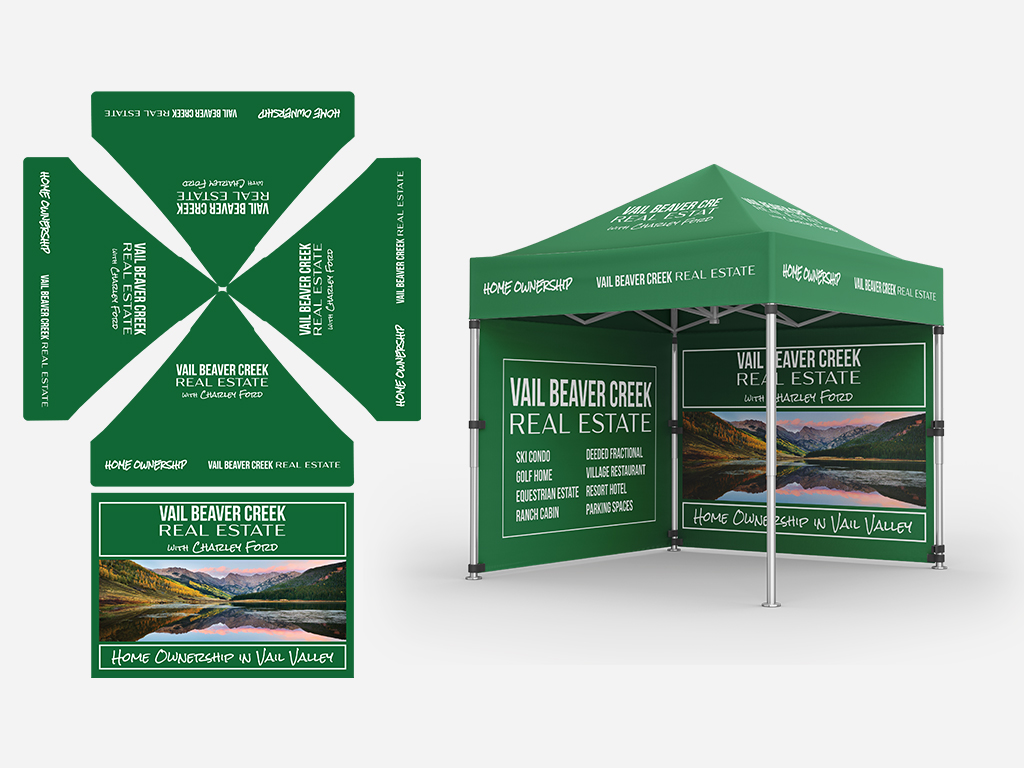 HOME OWNERSHIP
VAIL BEAVER CREEK REAL ESTATE
VAIL BEAVER CREEK
REAL ESTATE
with Charley Ford
HOME OWNERSHIP
VAIL BEAVER CREEK REAL ESTATE
VAIL BEAVER CREEK
REAL ESTATE
with Charley Ford
VAIL BEAVER CREEK
REAL ESTATE
with Charley Ford
HOME OWNERSHIP
VAIL BEAVER CREEK REAL ESTATE
VAIL BEAVER CREEK
REAL ESTATE
with Charley Ford
HOME OWNERSHIP
VAIL BEAVER CREEK REAL ESTATE
VAIL BEAVER CREEK
REAL ESTATE
with Charley Ford
Home Ownership in Vail Valley
VAIL BEAVER CRE
REAL ESTAT
with Charley Ford
HOME OWNERSHIP
VAIL BEAVER CREEK REAL ESTATE
HOME OWNERSHIP
VAIL BEAVER CREEK REAL ESTATE
VAIL BEAVER CREEK
REAL ESTATE
SKI CONDO
GOLF HOME
EQUESTRIAN ESTATE
RANCH CABIN
DEEDED FRACTIONAL
VILLAGE RESTAURANT
RESORT HOTEL
PARKING SPACES
VAIL BEAVER CREEK
REAL ESTATE
with Charley Ford
Home Ownership in Vail Valley